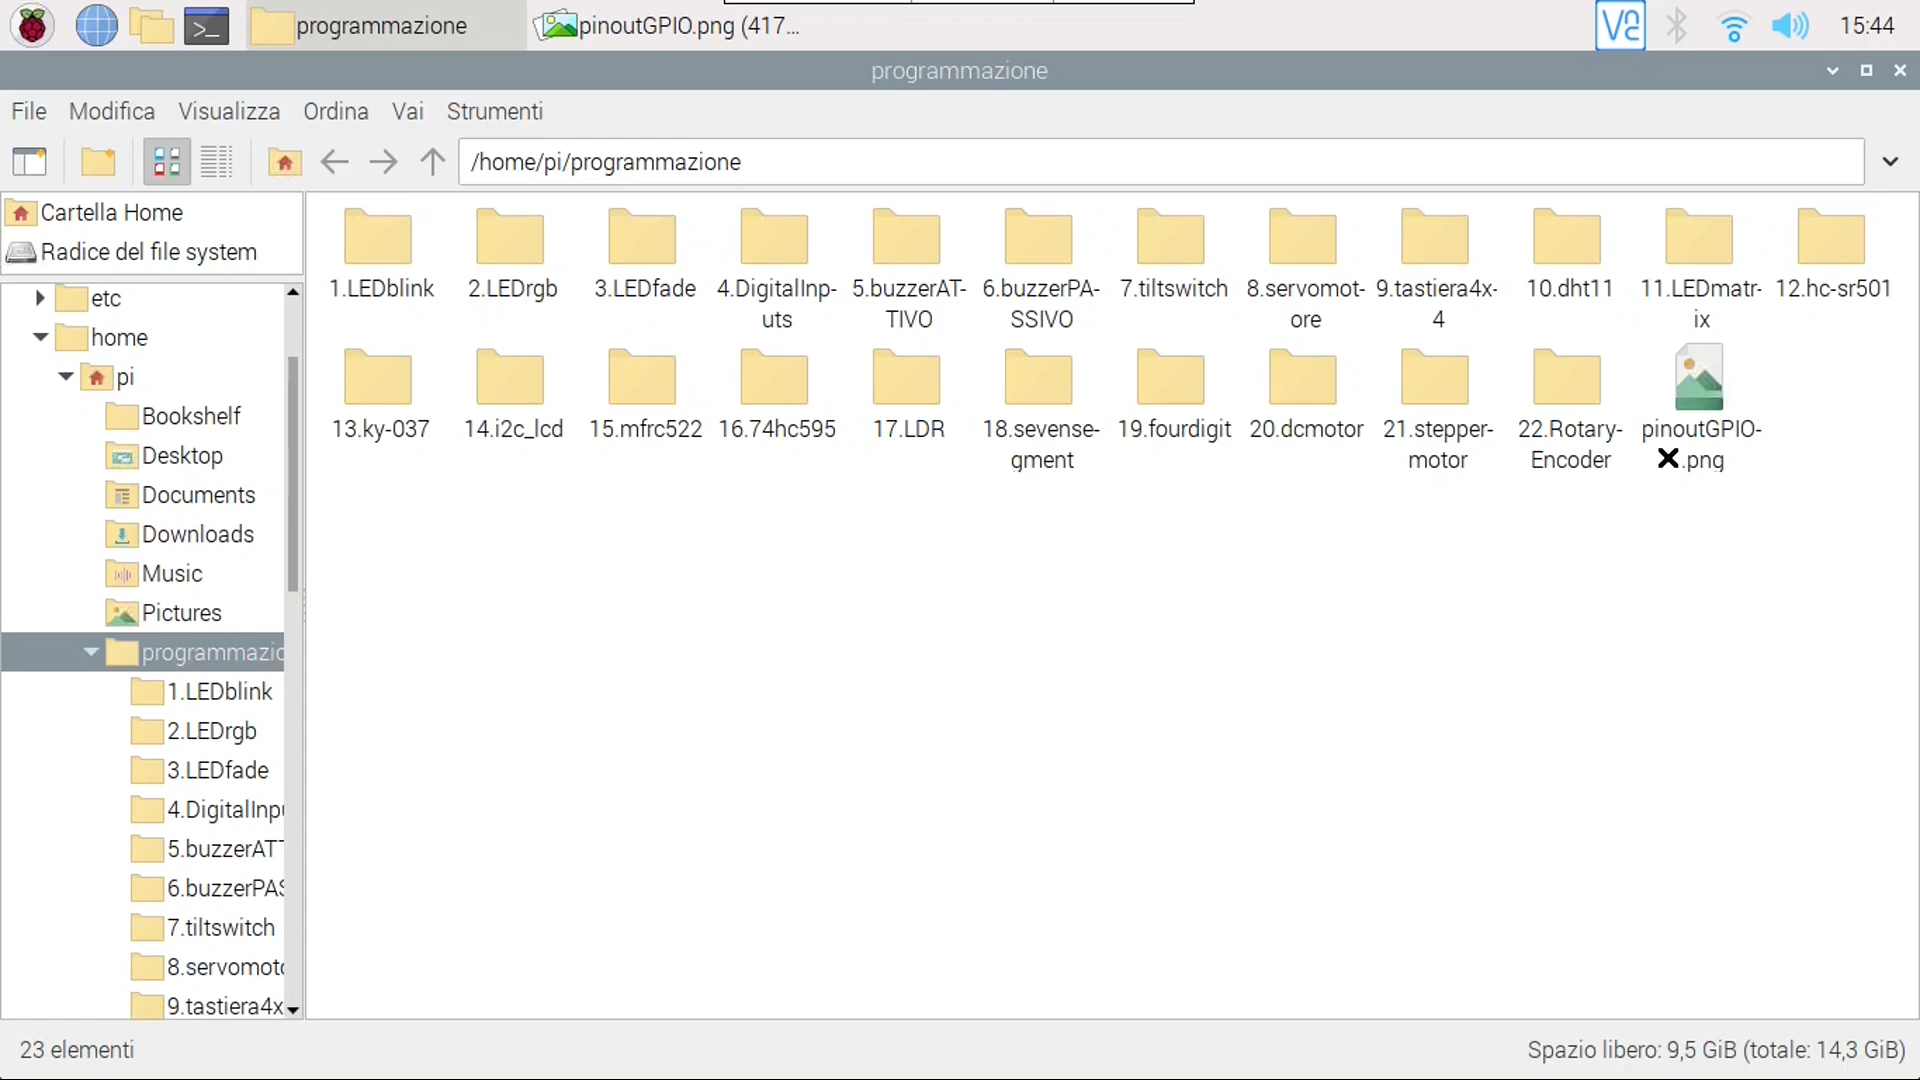 programmazione
pinoutGPIO.png (417...
15:44
programmazione
File Modifica Visualizza Ordina Vai Strumenti
/home/pi/programmazione
Cartella Home
Radice del file system
etc
home
pi
Bookshelf
Desktop
Documents
Downloads
Music
Pictures
programmazio
1.LEDblink
2.LEDrgb
3.LEDfade
4.DigitalInpu
5.buzzerATT
6.buzzerPAS
7.tiltswitch
8.servomoto
9.tastiera4x
1.LEDblink
2.LEDrgb
3.LEDfade
4.DigitalInp-
uts
5.buzzerAT-
TIVO
6.buzzerPA-
SSIVO
7.tiltswitch
8.servomot-
ore
9.tastiera4x-
4
10.dht11
11.LEDmatr-
ix
12.hc-sr501
13.ky-037
14.i2c_lcd
15.mfrc522
16.74hc595
17.LDR
18.sevense-
gment
19.fourdigit
20.dcmotor
21.stepper-
motor
22.Rotary-
Encoder
pinoutGPIO-
.png
23 elementi
Spazio libero: 9,5 GiB (totale: 14,3 GiB)